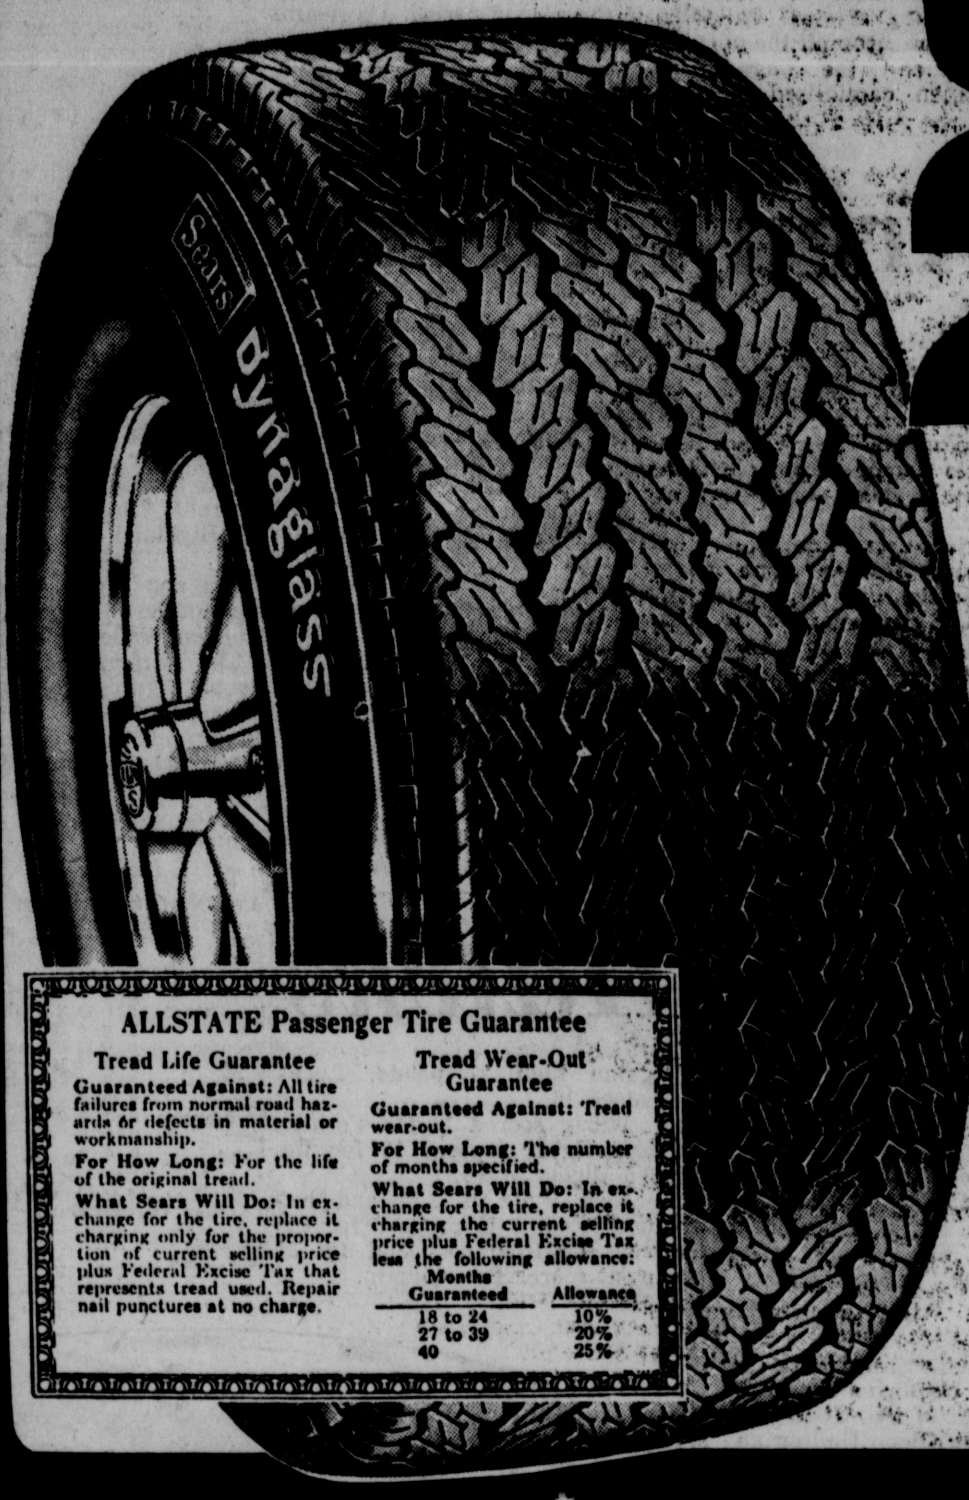 Sears
Dynaglass
ALLSTATE Passenger Tire Guarantee
Tread Life Guarantee
Guaranteed Against: All tire
failures from normal road haz-
ards or defects in material or
workmanship.
For How Long: For the life
of the original tread.
What Sears Will Do: In ex-
change for the tire, replace it
charging only for the propor-
tion of current selling price
plus Federal Excise Tax that
represents tread used. Repair
nail punctures at no charge.
Tread Wear-Out
Guarantee
Guaranteed Against: Tread
wear-out.
For How Long: The number
of months specified.
What Sears Will Do: In ex-
change for the tire, replace it
charging the current selling
price plus Federal Excise Tax
less the following allowance:
Months
Guaranteed Allowance
18 to 24 10%
27 to 39 20%
40 25%